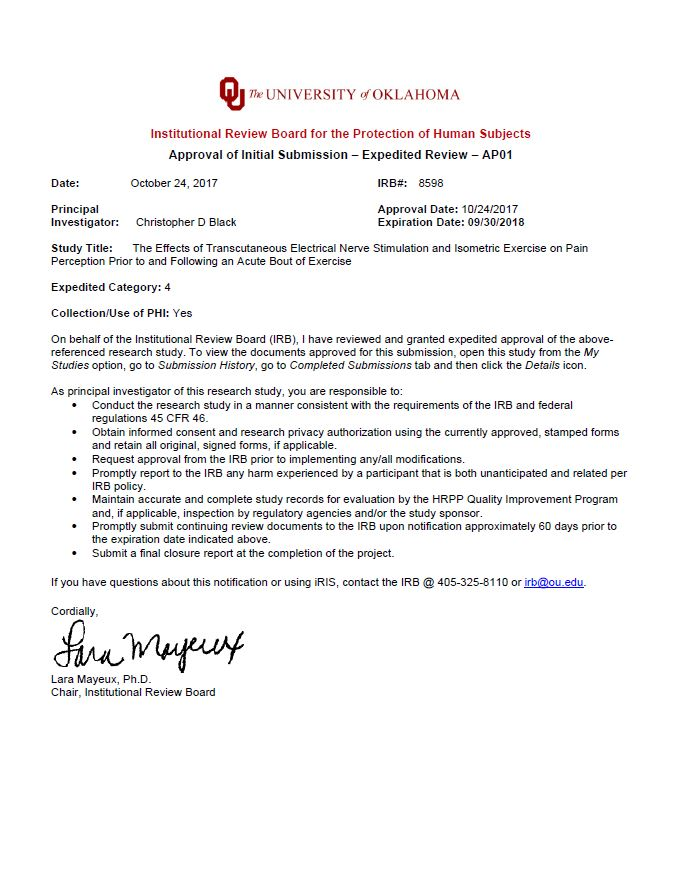 OU The UNIVERSITY of OKLAHOMA
Institutional Review Board for the Protection of Human Subjects
Approval of Initial Submission – Expedited Review – AP01
Date: October 24, 2017 IRB#: 8598
Principal Approval Date: 10/24/2017
Investigator: Christopher D Black Expiration Date: 09/30/2018
Study Title: The Effects of Transcutaneous Electrical Nerve Stimulation and Isometric Exercise on Pain
Perception Prior to and Following an Acute Bout of Exercise
Expedited Category: 4
Collection/Use of PHI: Yes
On behalf of the Institutional Review Board (IRB), I have reviewed and granted expedited approval of the above-
referenced research study. To view the documents approved for this submission, open this study from the My
Studies option, go to Submission History, go to Completed Submissions tab and then click the Details icon.
As principal investigator of this research study, you are responsible to:
• Conduct the research study in a manner consistent with the requirements of the IRB and federal
regulations 45 CFR 46.
• Obtain informed consent and research privacy authorization using the currently approved, stamped forms
and retain all original, signed forms, if applicable.
• Request approval from the IRB prior to implementing any/all modifications.
• Promptly report to the IRB any harm experienced by a participant that is both unanticipated and related per
IRB policy.
• Maintain accurate and complete study records for evaluation by the HRPP Quality Improvement Program
and, if applicable, inspection by regulatory agencies and/or the study sponsor.
• Promptly submit continuing review documents to the IRB upon notification approximately 60 days prior to
the expiration date indicated above.
• Submit a final closure report at the completion of the project.
If you have questions about this notification or using iRIS, contact the IRB @ 405-325-8110 or irb@ou.edu.
Cordially,
Lara Mayeux
Lara Mayeux, Ph.D.
Chair, Institutional Review Board